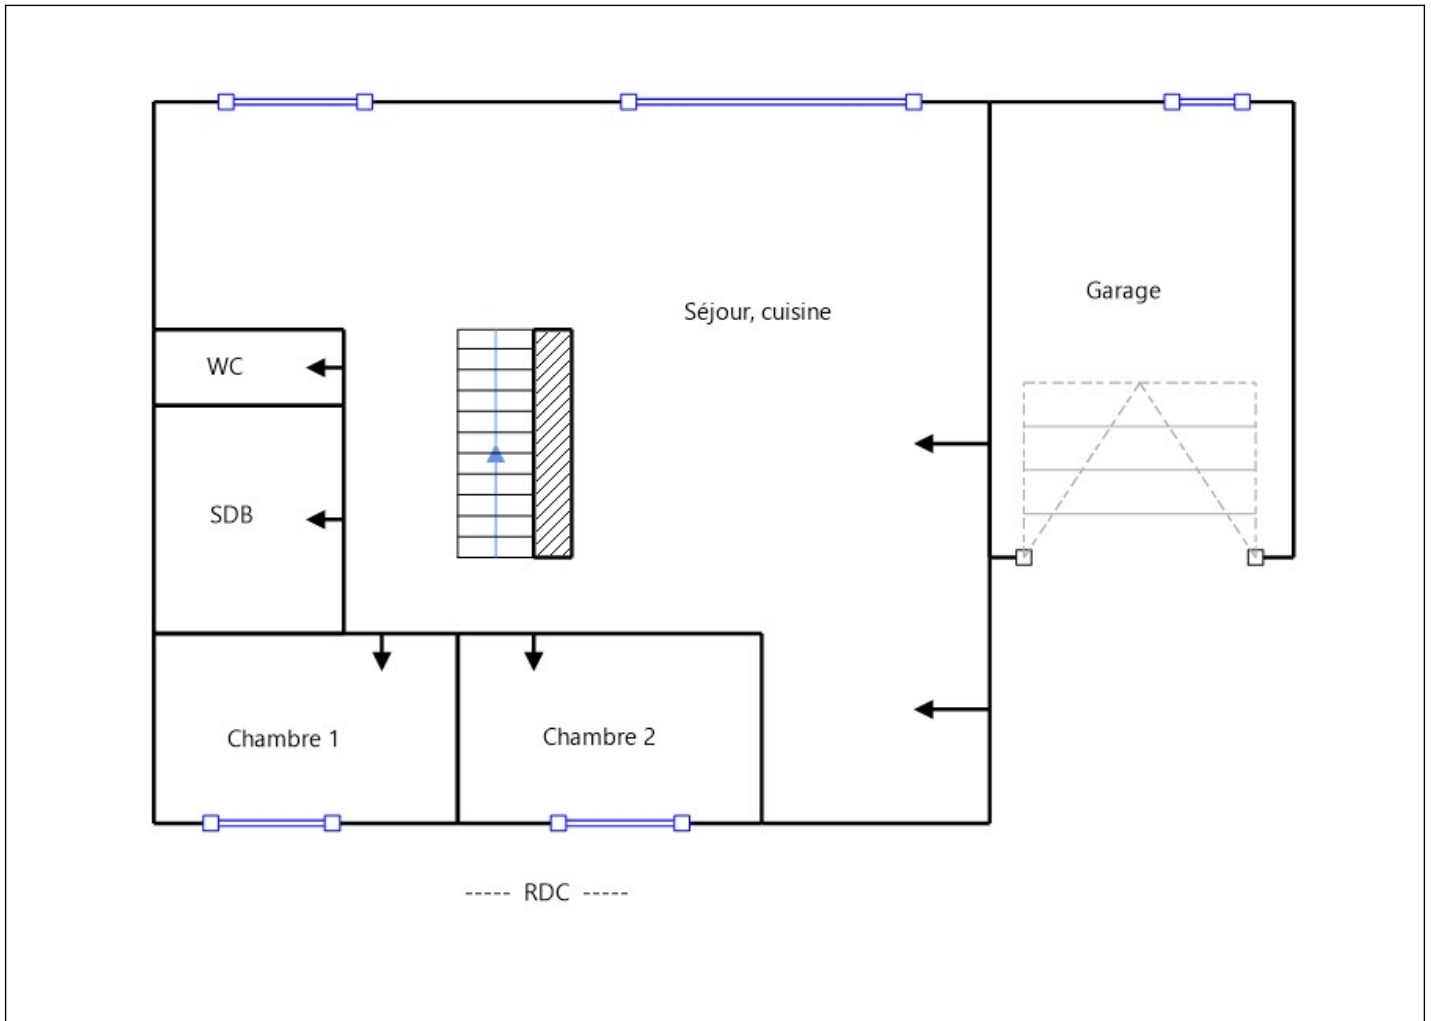 Garage
Séjour, cuisine
WC
SDB
Chambre 1
Chambre 2
----- RDC -----